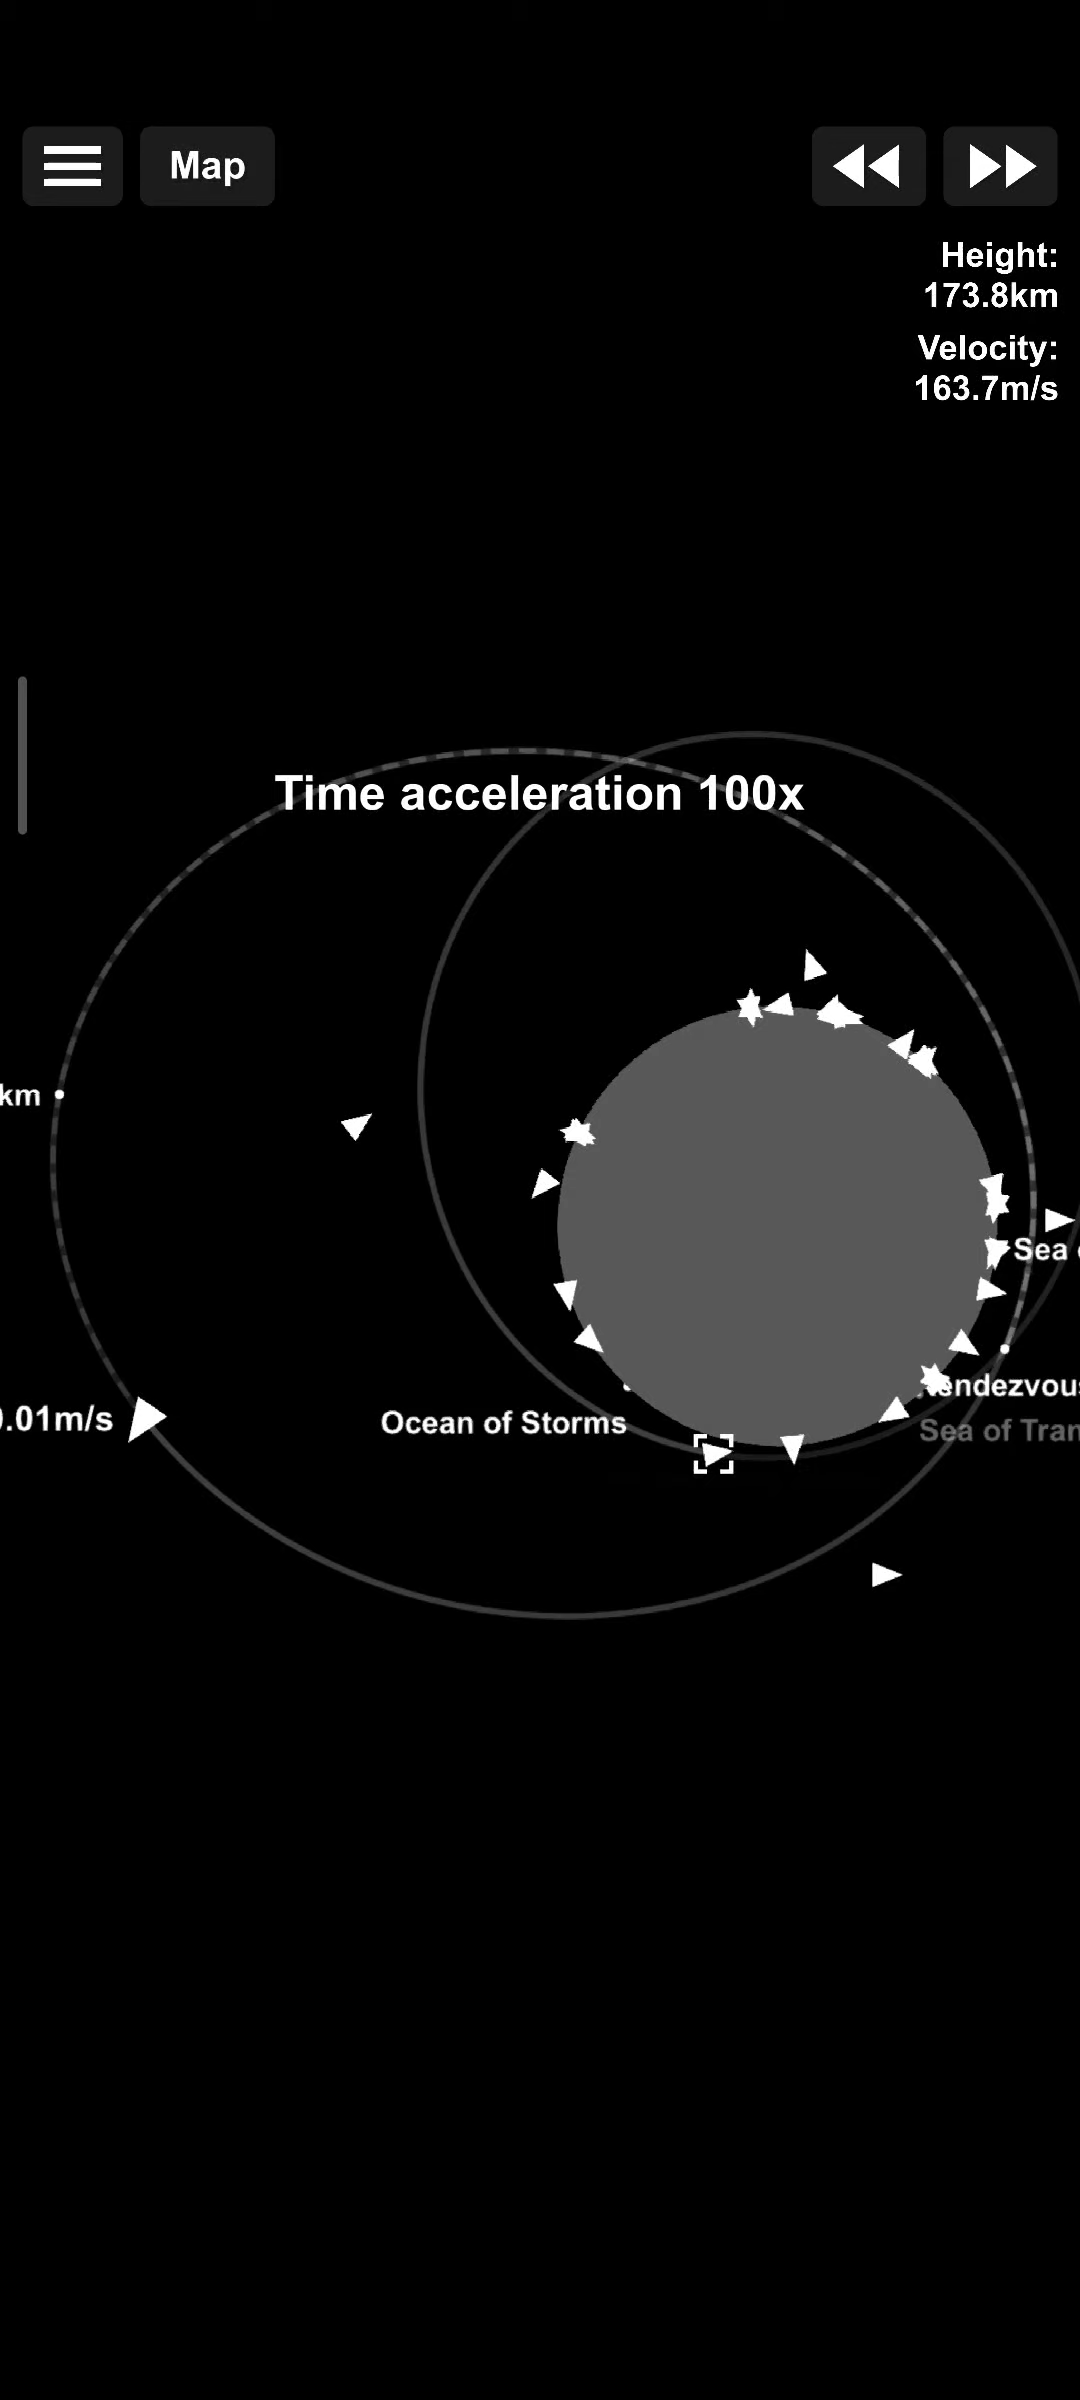 Map
Height:
173.8km
Velocity:
163.7m/s
Time acceleration 100x
km
Sea
Rendezvous
Ocean of Storms
.01m/s
Sea of Tran